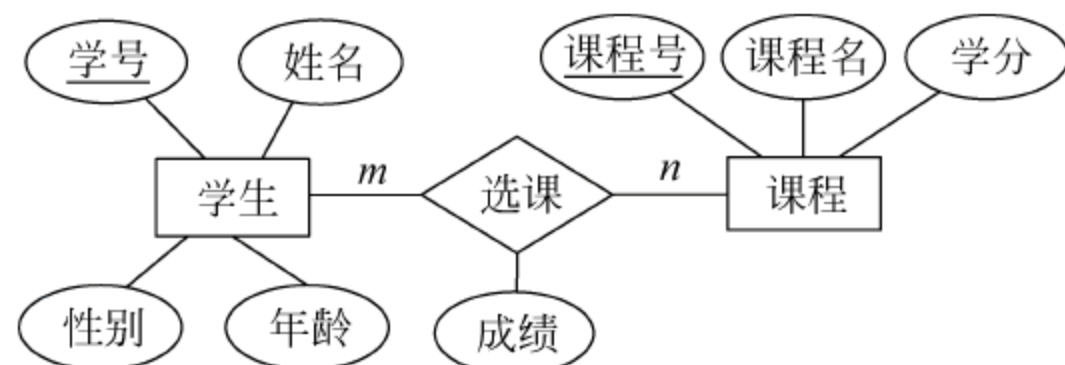 学号 姓名 课程号 课程名 学分
学生 m 选课 n 课程
性别 年龄 成绩